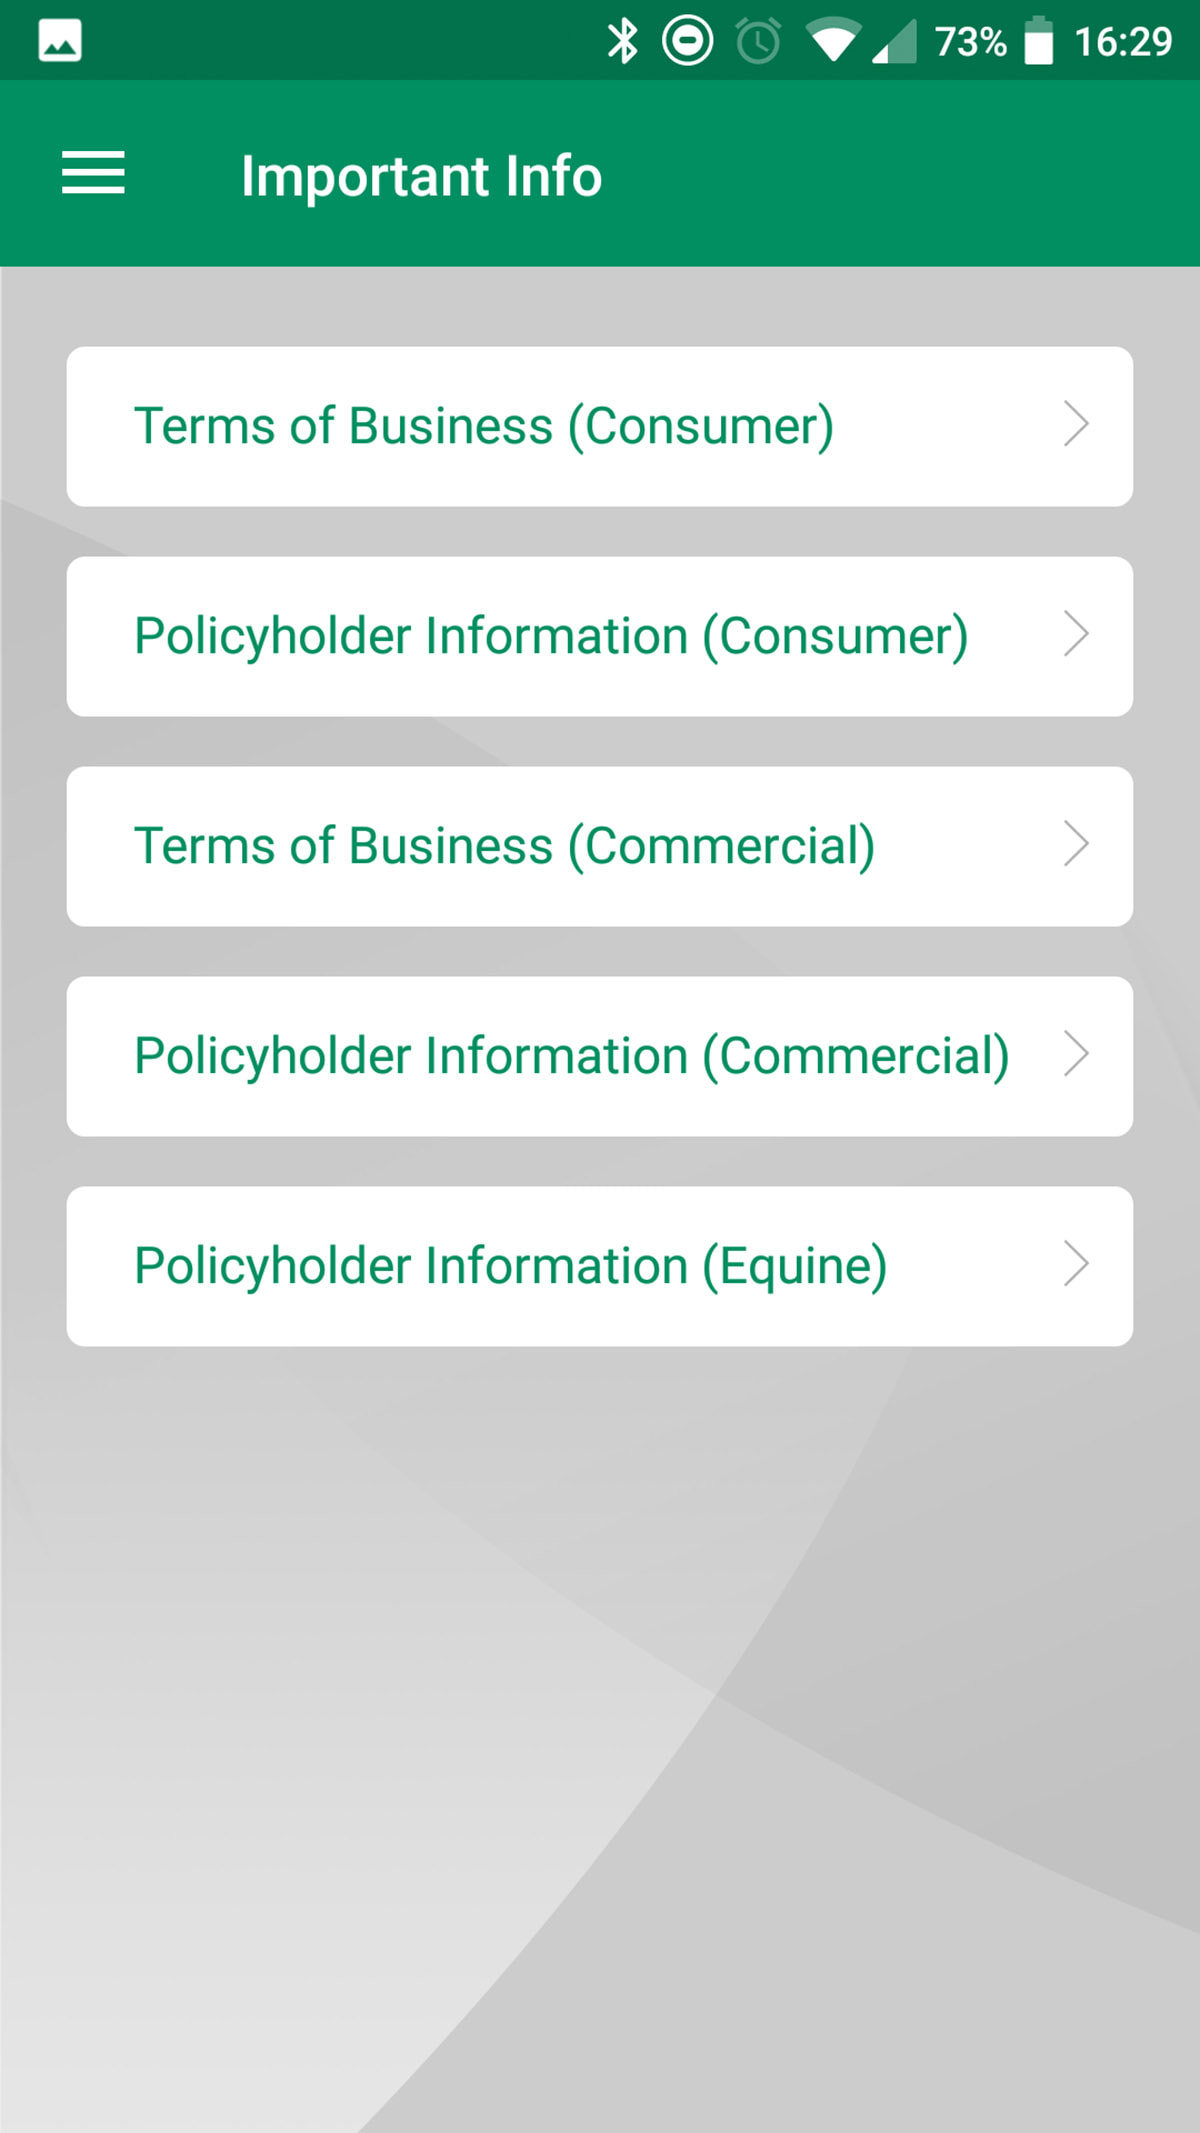 73% 16:29
Important Info
Terms of Business (Consumer)
Policyholder Information (Consumer)
Terms of Business (Commercial)
Policyholder Information (Commercial)
Policyholder Information (Equine)